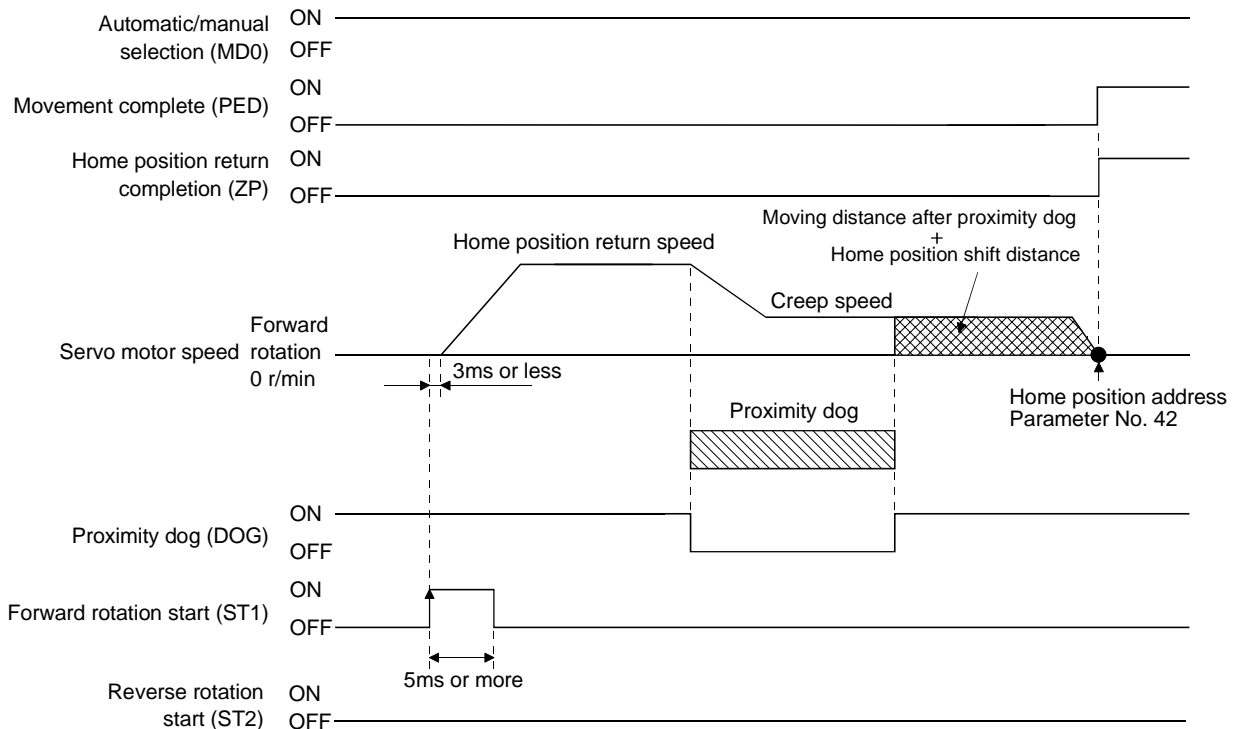 Automatic/manual
selection (MD0)
ON
OFF
Movement complete (PED)
ON
OFF
Home position return
completion (ZP)
ON
OFF
Moving distance after proximity dog
+
Home position shift distance
Home position return speed
Creep speed
Servo motor speed
Forward
rotation
0 r/min
3ms or less
Home position address
Parameter No. 42
Proximity dog
Proximity dog (DOG)
ON
OFF
Forward rotation start (ST1)
ON
OFF
5ms or more
Reverse rotation
start (ST2)
ON
OFF